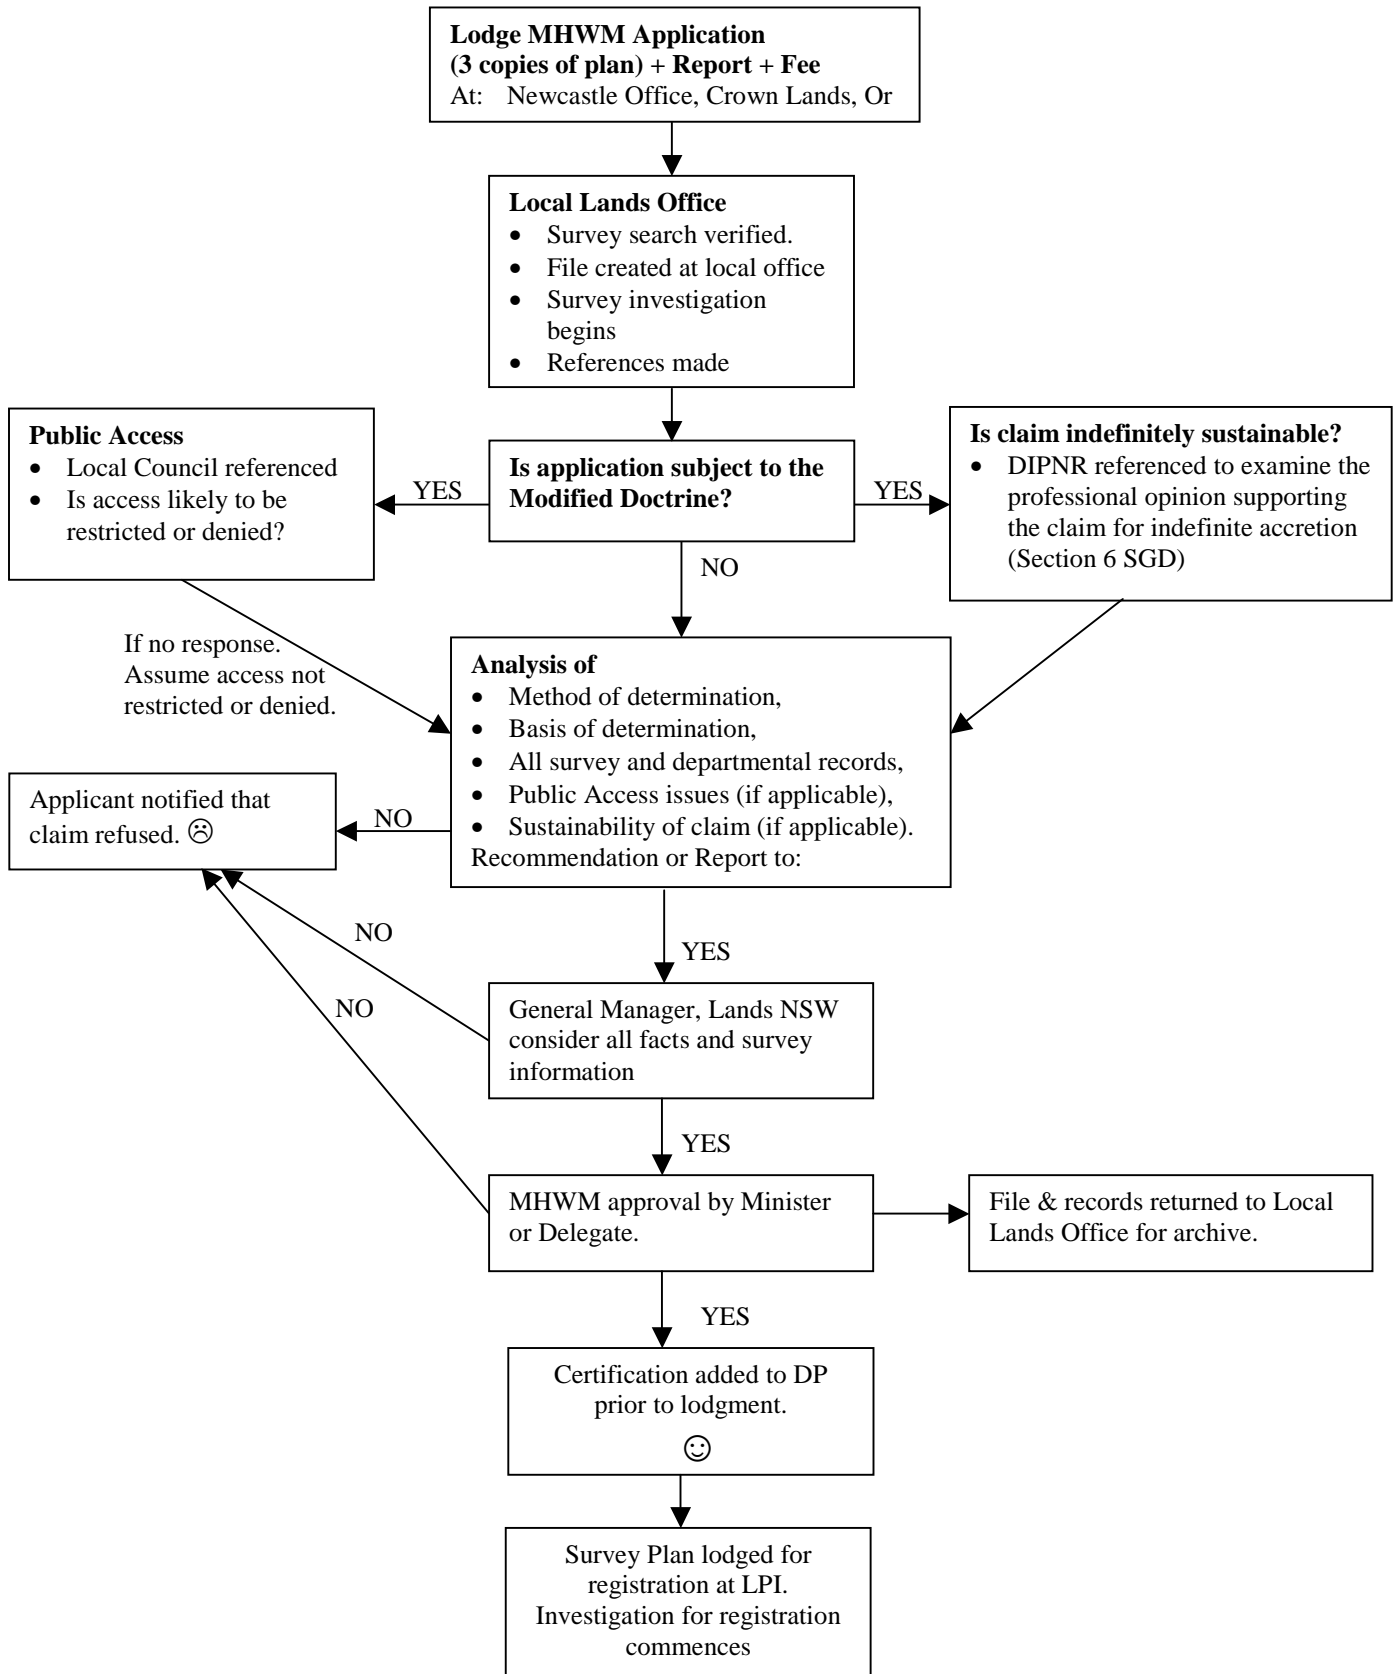 Lodge MHWM Application
(3 copies of plan) + Report + Fee
At: Newcastle Office, Crown Lands, Or
Local Lands Office
• Survey search verified.
• File created at local office
• Survey investigation
begins
• References made
Public Access
• Local Council referenced
• Is access likely to be
restricted or denied?
YES
Is application subject to the
Modified Doctrine?
YES
Is claim indefinitely sustainable?
• DIPNR referenced to examine the
professional opinion supporting
the claim for indefinite accretion
(Section 6 SGD)
NO
If no response.
Assume access not
restricted or denied.
Analysis of
• Method of determination,
• Basis of determination,
• All survey and departmental records,
• Public Access issues (if applicable),
• Sustainability of claim (if applicable).
Recommendation or Report to:
NO
Applicant notified that
claim refused. ☹
NO
YES
NO
General Manager, Lands NSW
consider all facts and survey
information
YES
MHWM approval by Minister
or Delegate.
File & records returned to Local
Lands Office for archive.
YES
Certification added to DP
prior to lodgment.
☺
Survey Plan lodged for
registration at LPI.
Investigation for registration
commences